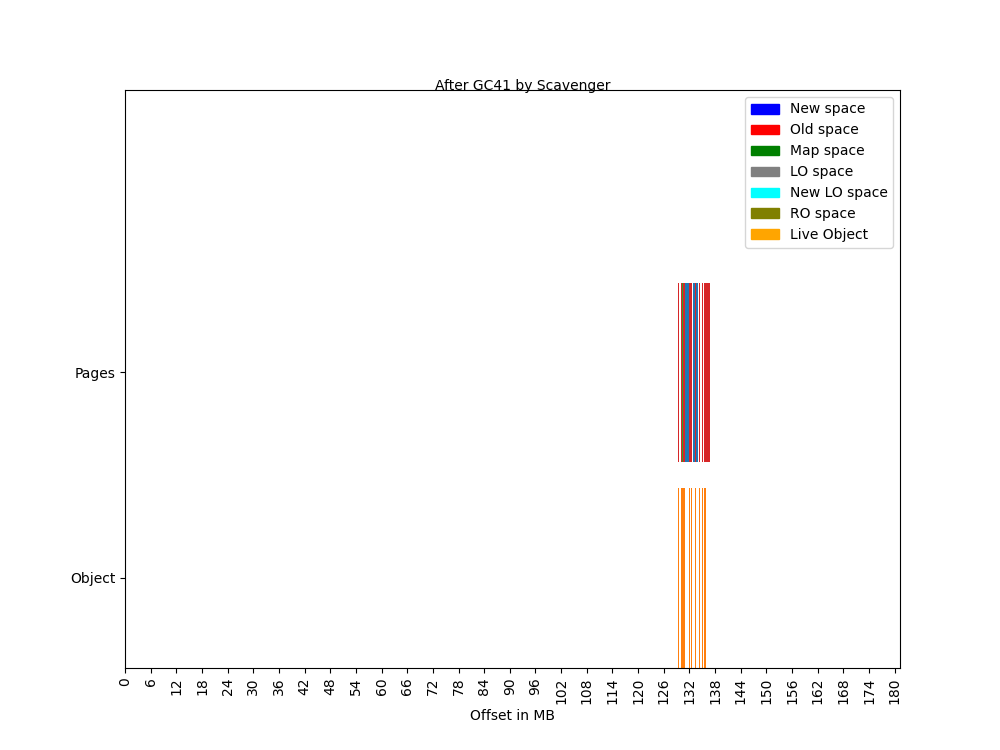 After GC41 by Scavenger
New space
Old space
Map space
LO space
New LO space
RO space
Live Object
Pages
Object
0 6 12 18 24 30 36 42 48 54 60 66 72 78 84 90 96 102 108 114 120 126 132 138 144 150 156 162 168 174 180
Offset in MB